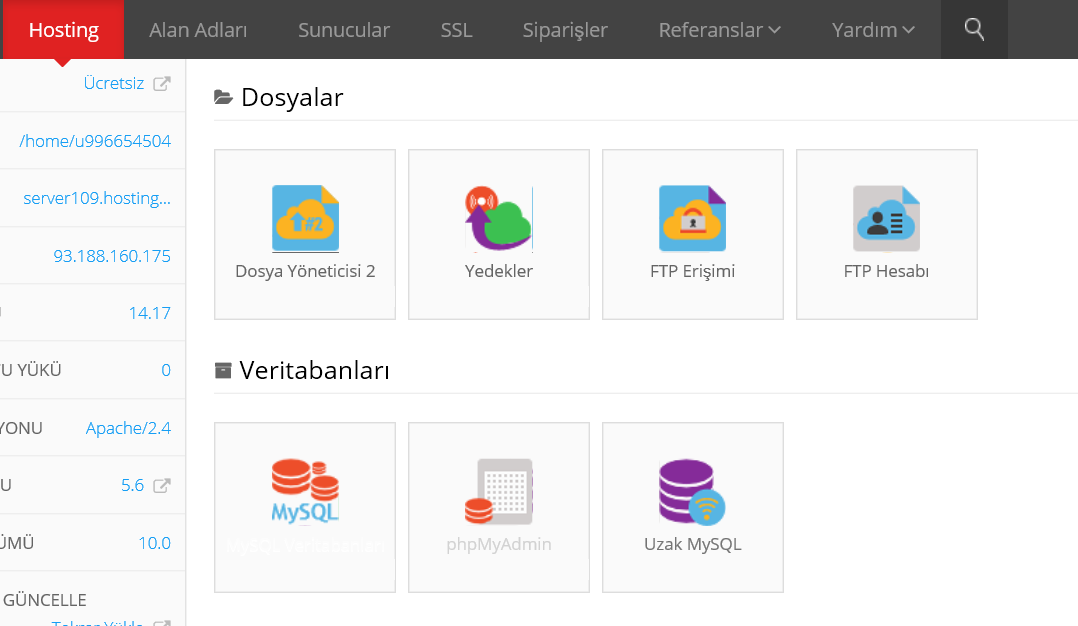 Hosting Alan Adları Sunucular SSL Siparişler Referanslar Yardım
Ücretsiz
/home/u996654504
server109.hosting...
93.188.160.175
14.17
U YÜKÜ 0
YONU Apache/2.4
U 5.6
ÜMÜ 10.0
GÜNCELLE
Tekrar Yükle
Dosyalar
#2
Dosya Yöneticisi 2
Yedekler
FTP Erişimi
FTP Hesabı
Veritabanları
MySQL
MySQL Veritabanları
phpMyAdmin
Uzak MySQL